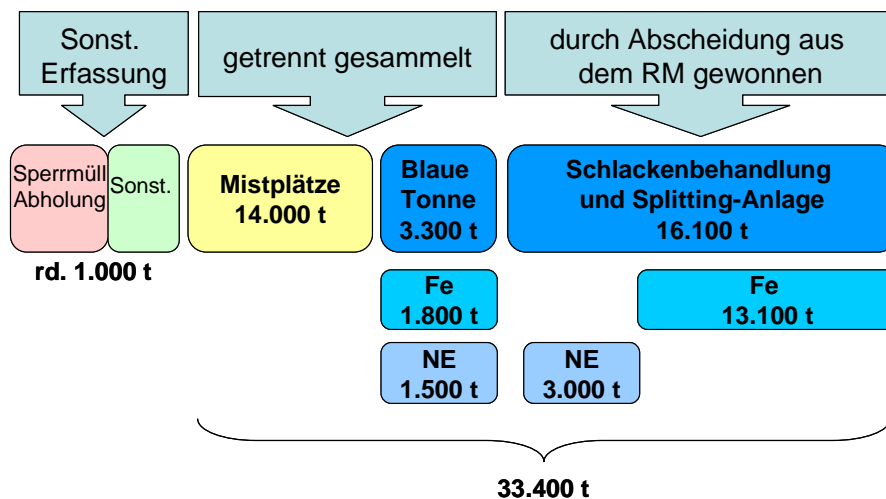 Sonst.
Erfassung
getrennt gesammelt
durch Abscheidung aus
dem RM gewonnen
Sperrmüll
Abholung
Sonst.
Mistplätze
14.000 t
Blaue
Tonne
3.300 t
Schlackenbehandlung
und Splitting-Anlage
16.100 t
rd. 1.000 t
Fe
1.800 t
Fe
13.100 t
NE
1.500 t
NE
3.000 t
33.400 t